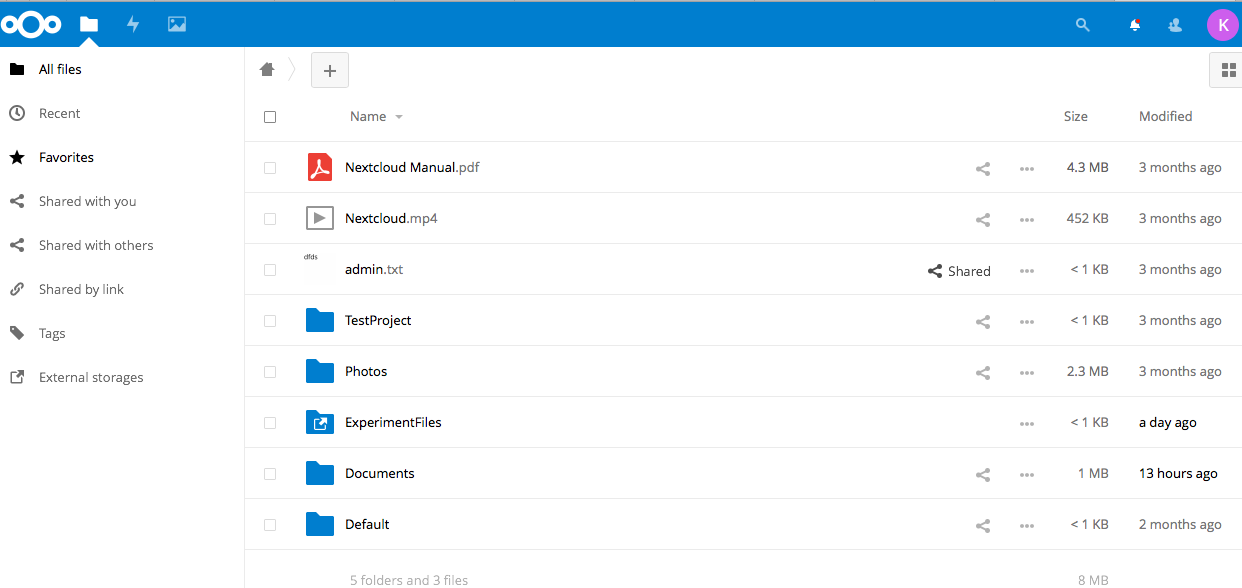 K
All files
Recent
Favorites
Shared with you
Shared with others
Shared by link
Tags
External storages
Name Size Modified
Nextcloud Manual.pdf 4.3 MB 3 months ago
Nextcloud.mp4 452 KB 3 months ago
dfds
admin.txt Shared < 1 KB 3 months ago
TestProject < 1 KB 3 months ago
Photos 2.3 MB 3 months ago
ExperimentFiles < 1 KB a day ago
Documents 1 MB 13 hours ago
Default < 1 KB 2 months ago
5 folders and 3 files 8 MB